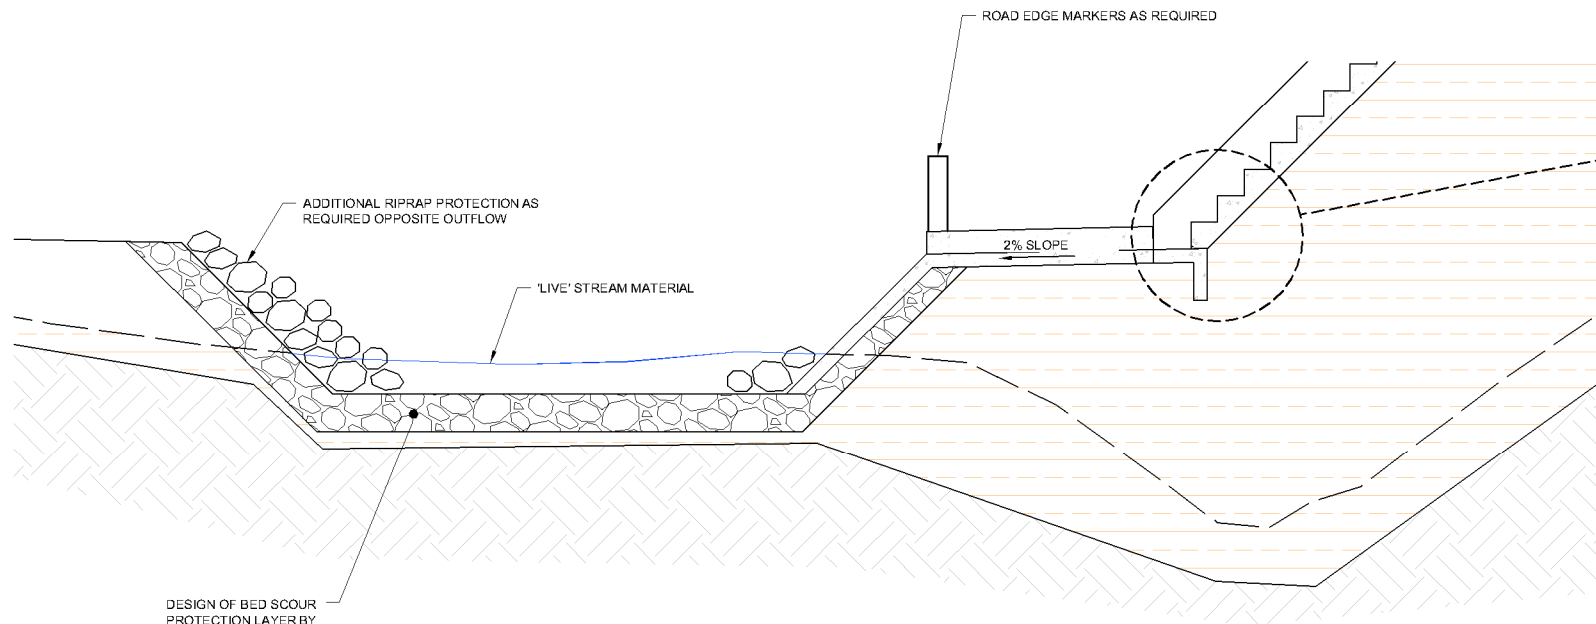 ROAD EDGE MARKERS AS REQUIRED
ADDITIONAL RIPRAP PROTECTION AS
REQUIRED OPPOSITE OUTFLOW
2% SLOPE
'LIVE' STREAM MATERIAL
DESIGN OF BED SCOUR
PROTECTION LAYER BY